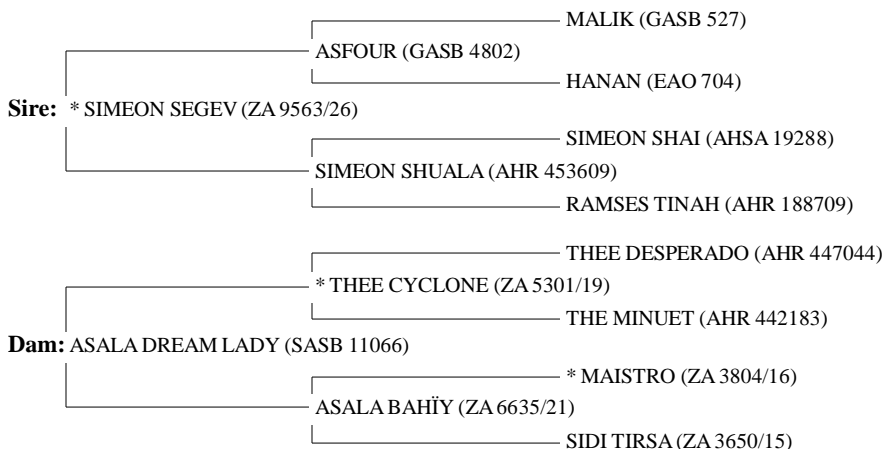 MALIK (GASB 527)
ASFOUR (GASB 4802)
HANAN (EAO 704)
Sire: * SIMEON SEGEV (ZA 9563/26)
SIMEON SHAI (AHSA 19288)
SIMEON SHUALA (AHR 453609)
RAMSES TINAH (AHR 188709)
THEE DESPERADO (AHR 447044)
* THEE CYCLONE (ZA 5301/19)
THE MINUET (AHR 442183)
Dam: ASALA DREAM LADY (SASB 11066)
* MAISTRO (ZA 3804/16)
ASALA BAHÏY (ZA 6635/21)
SIDI TIRSA (ZA 3650/15)